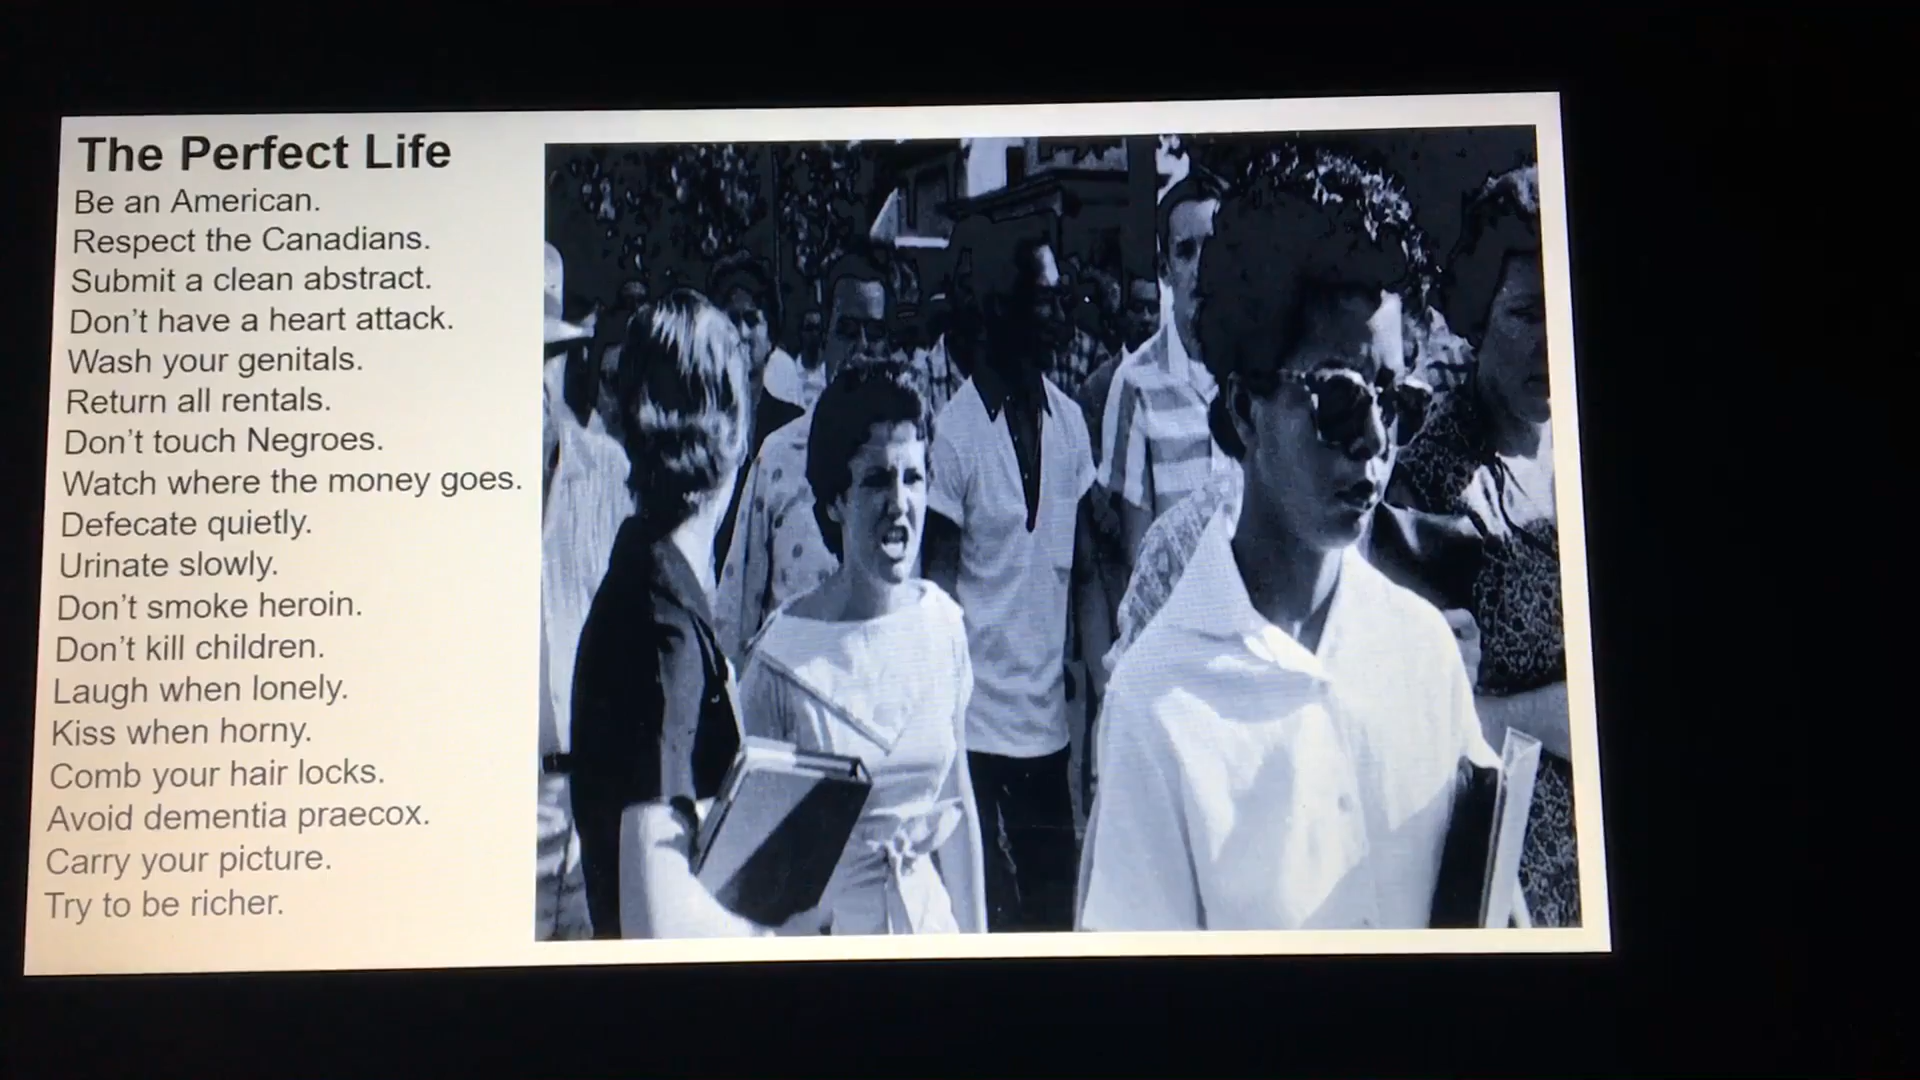 The Perfect Life
Be an American.
Respect the Canadians.
Submit a clean abstract.
Don't have a heart attack.
Wash your genitals.
Return all rentals.
Don't touch Negroes.
Watch where the money goes.
Defecate quietly.
Urinate slowly.
Don't smoke heroin.
Don't kill children.
Laugh when lonely.
Kiss when horny.
Comb your hair locks.
Avoid dementia praecox.
Carry your picture.
Try to be richer.